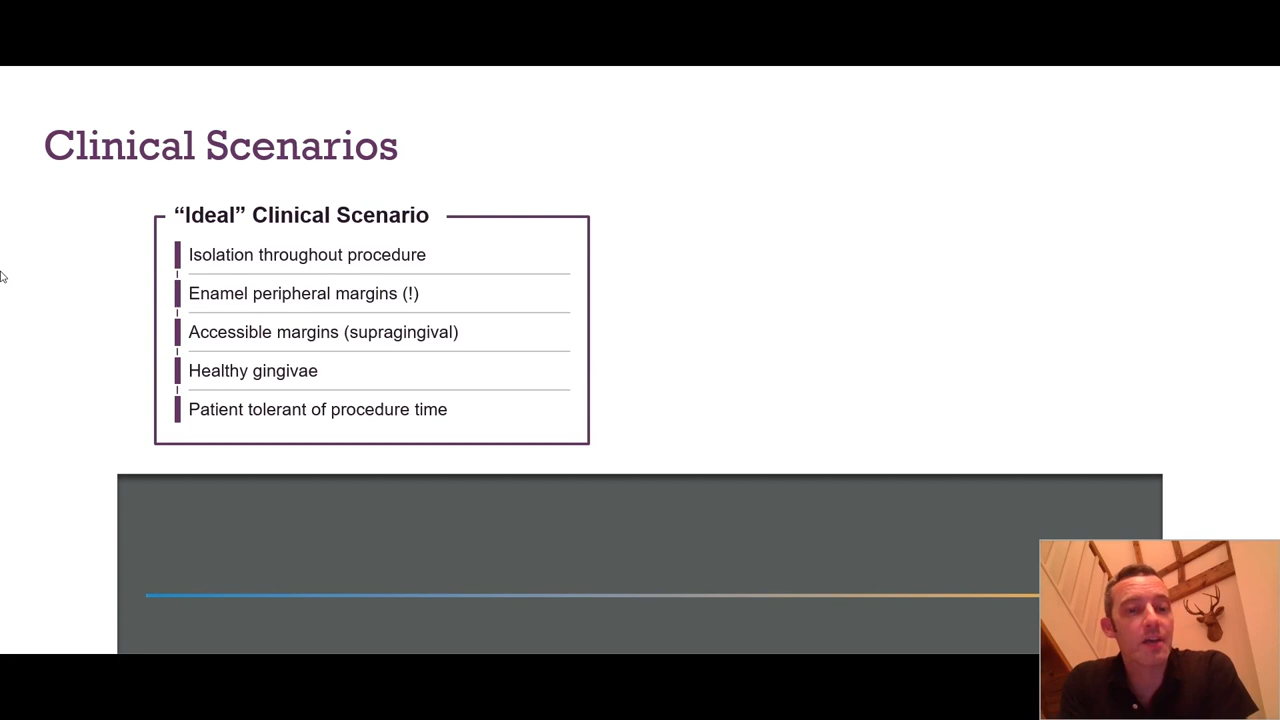 Clinical Scenarios
“Ideal” Clinical Scenario
Isolation throughout procedure
Enamel peripheral margins (!)
Accessible margins (supragingival)
Healthy gingivae
Patient tolerant of procedure time